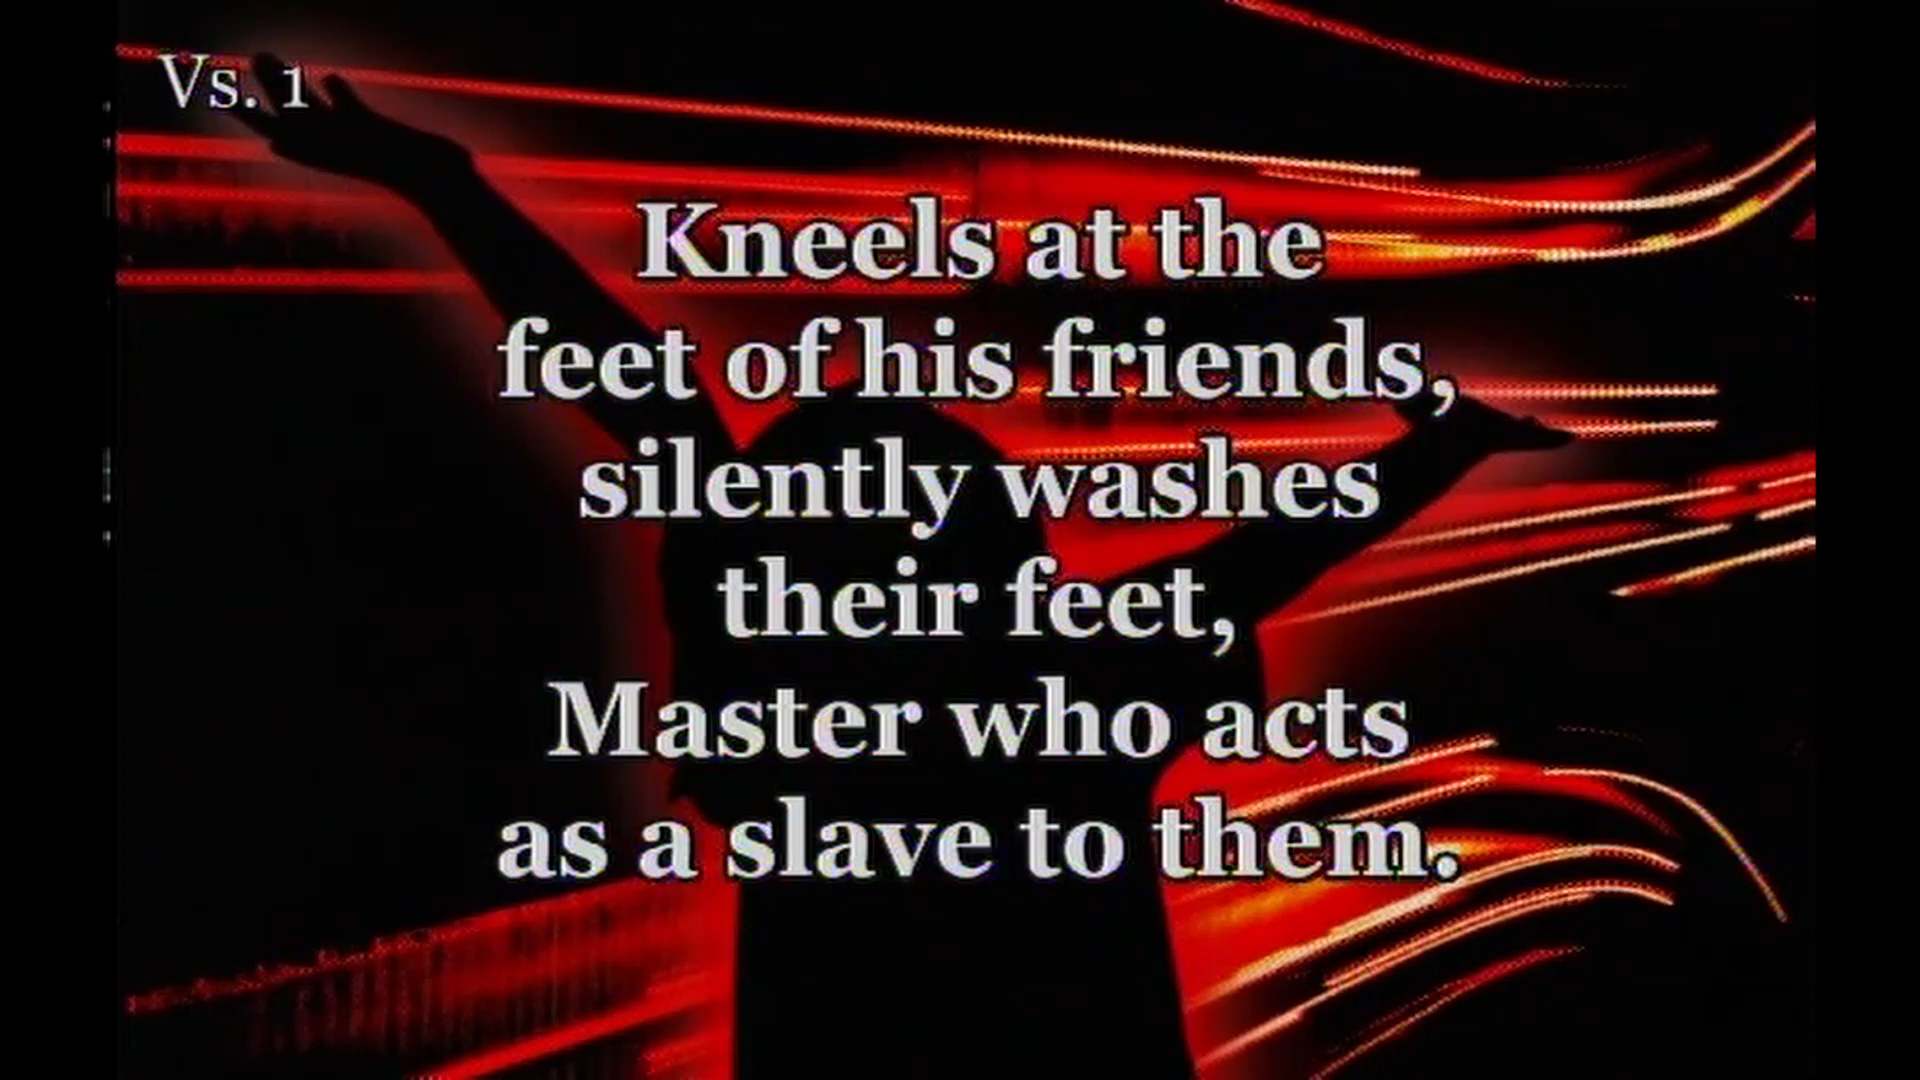 Vs. 1
Kneels at the
feet of his friends,
silently washes
their feet,
Master who acts
as a slave to them.